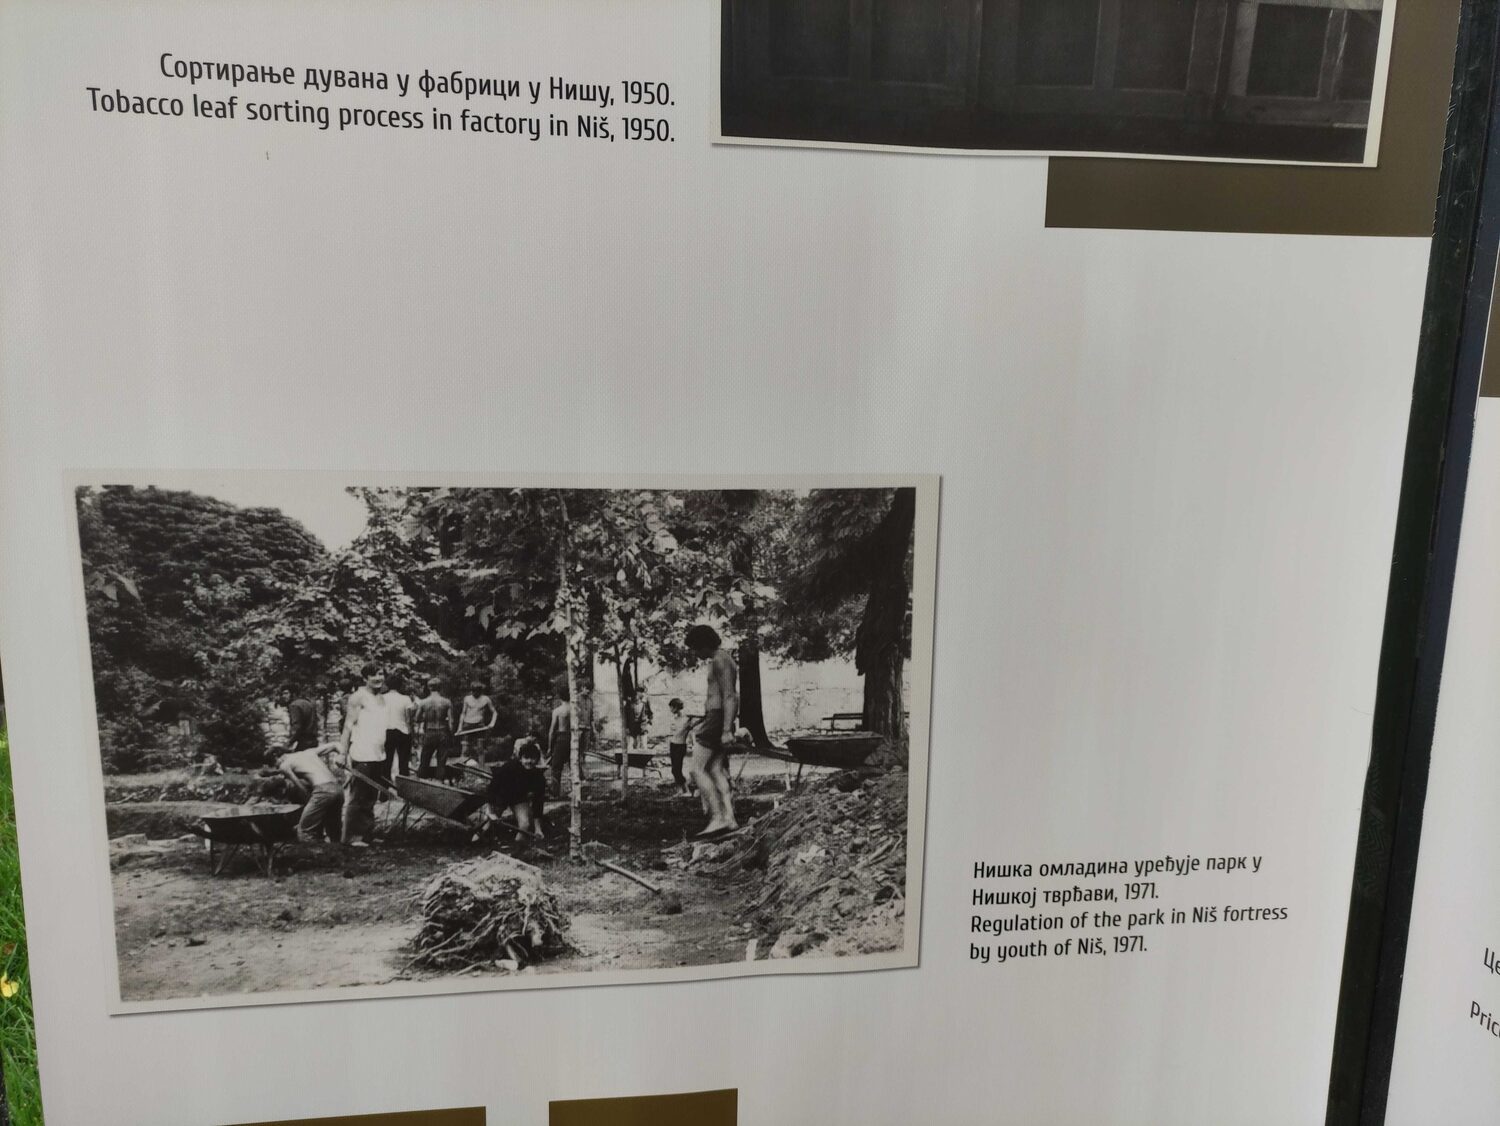 Сортирање дувана у фабрици у Нишу, 1950.
Tobacco leaf sorting process in factory in Niš, 1950.
Нишка омладина уређује парк у
Нишкој тврђави, 1971.
Regulation of the park in Niš fortress
by youth of Niš, 1971.